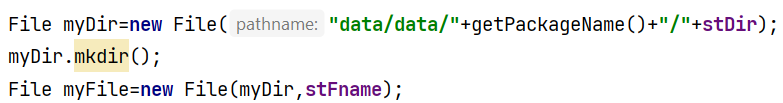 File myDir=new File( pathname: "data/data/"+getPackageName()+"/"+stDir);
myDir.mkdir();
File myFile=new File(myDir,stFname);